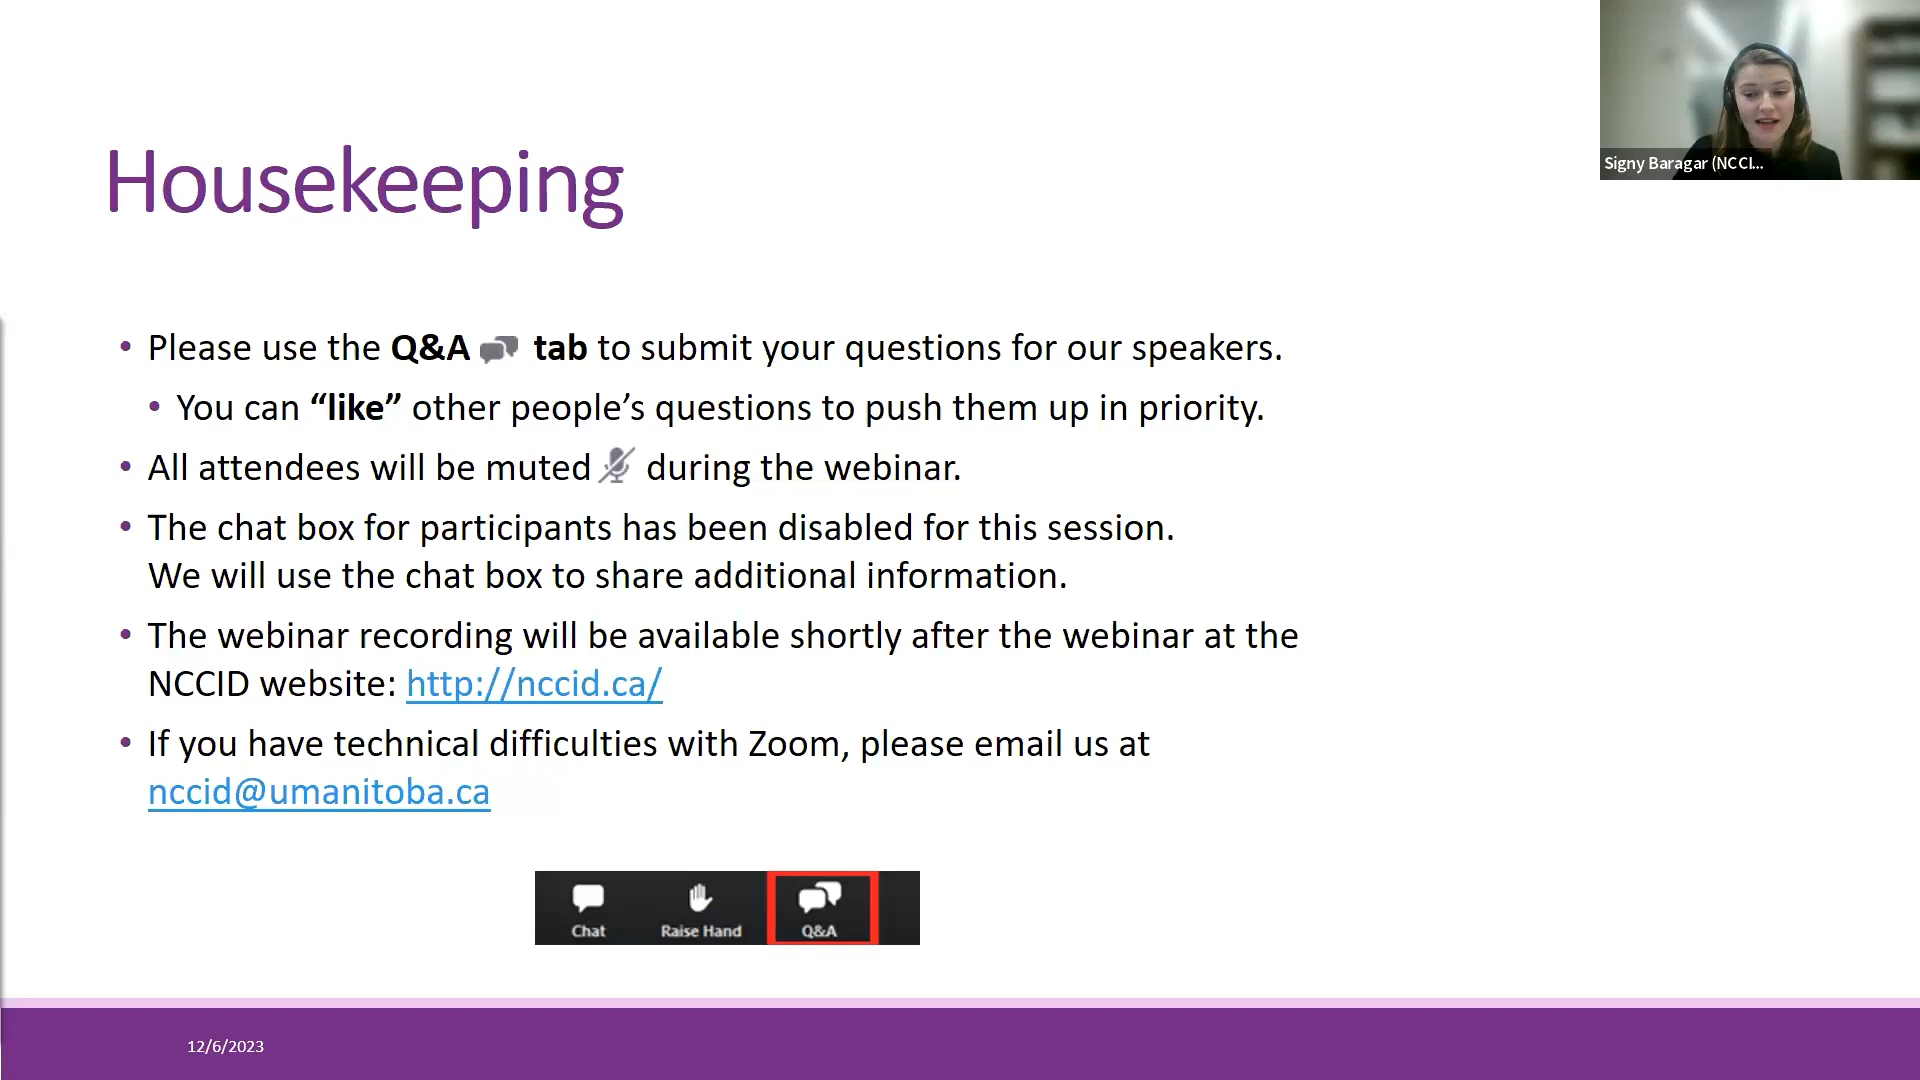 Signy Baragar (NCCI...
Housekeeping
• Please use the Q&A tab to submit your questions for our speakers.
• You can “like” other people’s questions to push them up in priority.
• All attendees will be muted during the webinar.
• The chat box for participants has been disabled for this session.
We will use the chat box to share additional information.
• The webinar recording will be available shortly after the webinar at the
NCCID website: http://nccid.ca/
• If you have technical difficulties with Zoom, please email us at
nccid@umanitoba.ca
Chat Raise Hand Q&A
12/6/2023